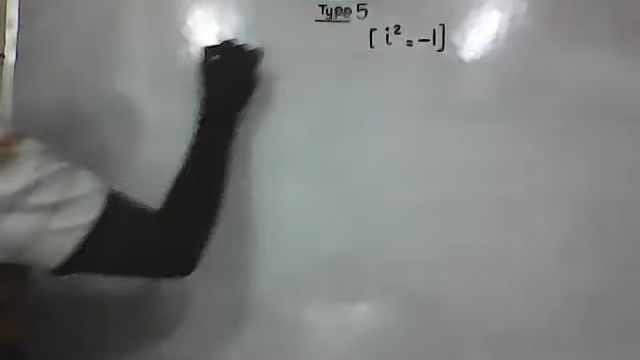 Type 5
[ i² = -1]